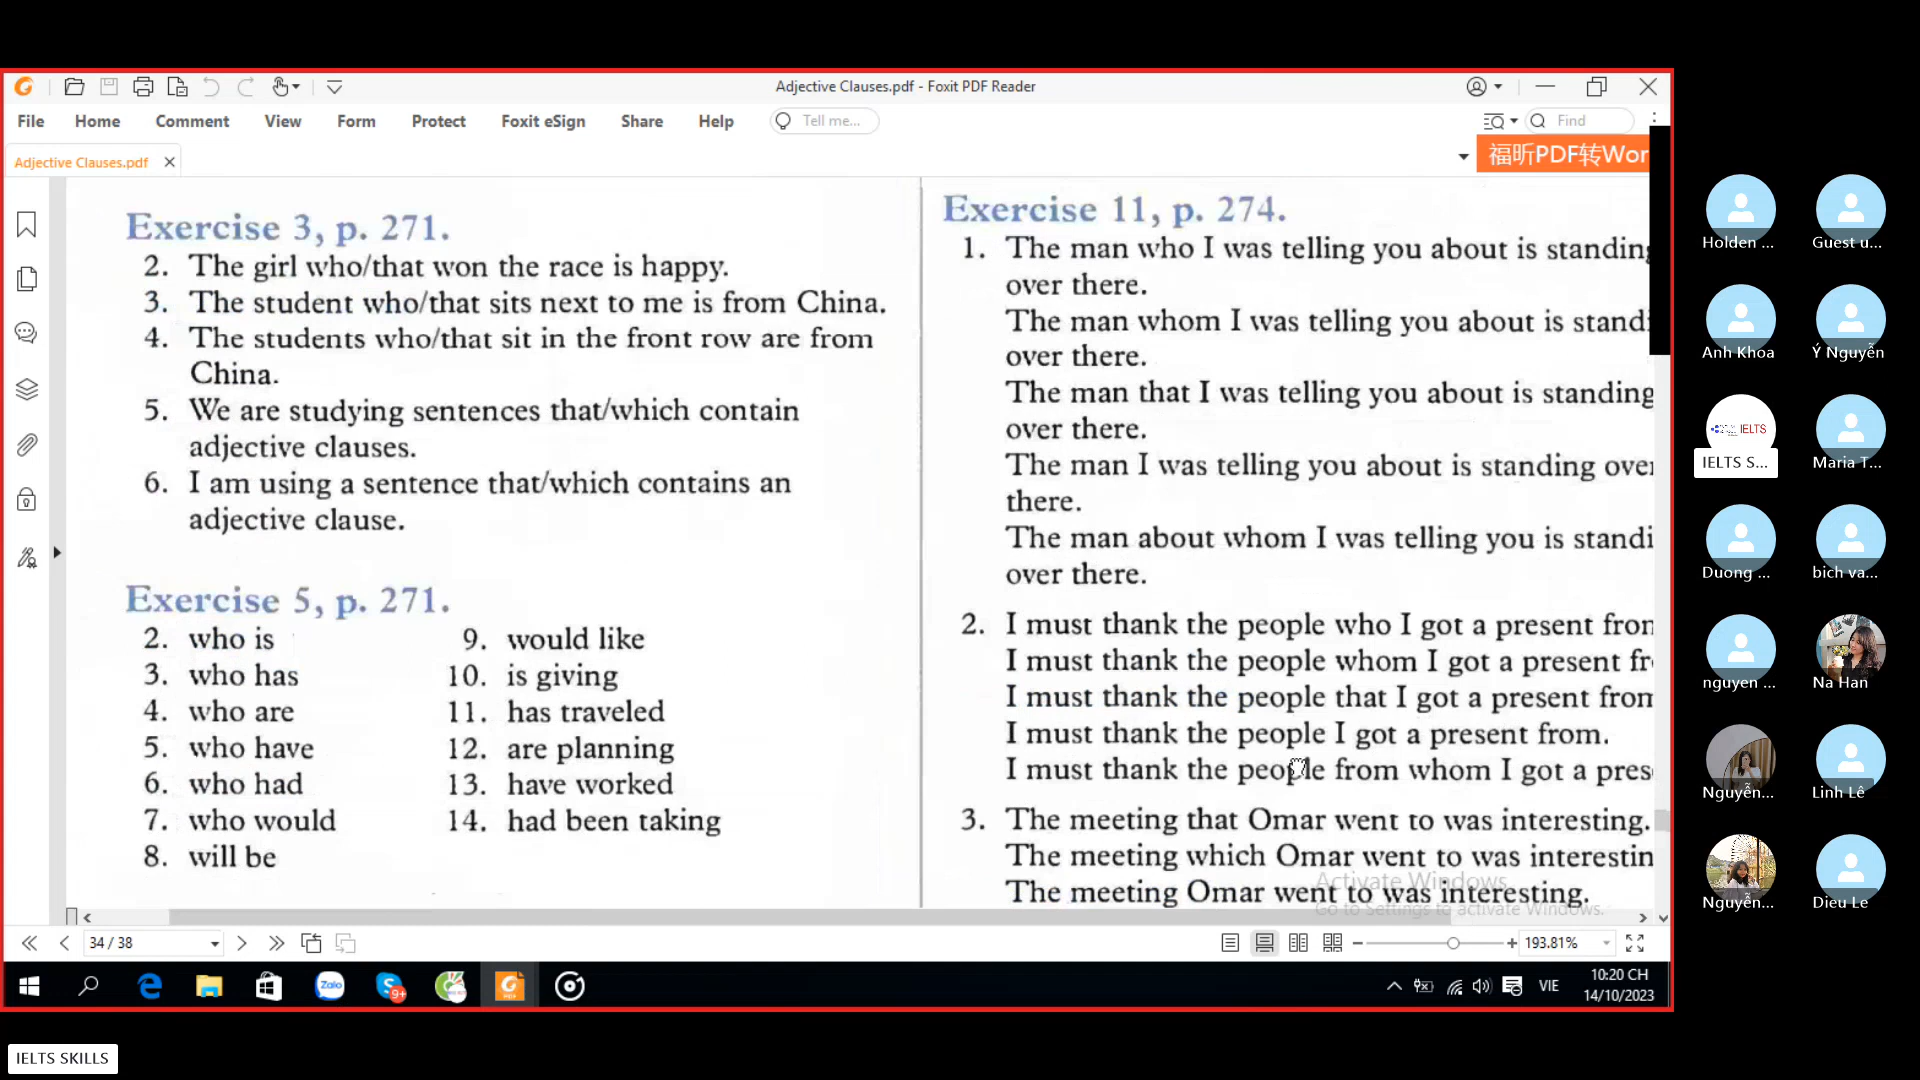 Adjective Clauses.pdf - Foxit PDF Reader
File Home Comment View Form Protect Foxit eSign Share Help Tell me... Find
Adjective Clauses.pdf
福昕PDF转Wor
Exercise 3, p. 271.
2. The girl who/that won the race is happy.
3. The student who/that sits next to me is from China.
4. The students who/that sit in the front row are from
China.
5. We are studying sentences that/which contain
adjective clauses.
6. I am using a sentence that/which contains an
adjective clause.
Exercise 5, p. 271.
2. who is
3. who has
4. who are
5. who have
6. who had
7. who would
8. will be
9. would like
10. is giving
11. has traveled
12. are planning
13. have worked
14. had been taking
Exercise 11, p. 274.
1. The man who I was telling you about is standing
over there.
The man whom I was telling you about is standi
over there.
The man that I was telling you about is standing
over there.
The man I was telling you about is standing over
there.
The man about whom I was telling you is standi
over there.
2. I must thank the people who I got a present from
I must thank the people whom I got a present fr
I must thank the people that I got a present from
I must thank the people I got a present from.
I must thank the people from whom I got a pres
3. The meeting that Omar went to was interesting.
The meeting which Omar went to was interestin
The meeting Omar went to was interesting.
Activate Windows
Go to Settings to activate Windows.
34 / 38
193.81%
Zalo
9+
VIE
10:20 CH
14/10/2023
Holden ...
Guest u...
Anh Khoa
Ý Nguyễn
IELTS
IELTS S...
Maria T...
Duong ...
bich va...
nguyen ...
Na Han
Nguyễn...
Linh Lê
Nguyễn...
Dieu Le
IELTS SKILLS